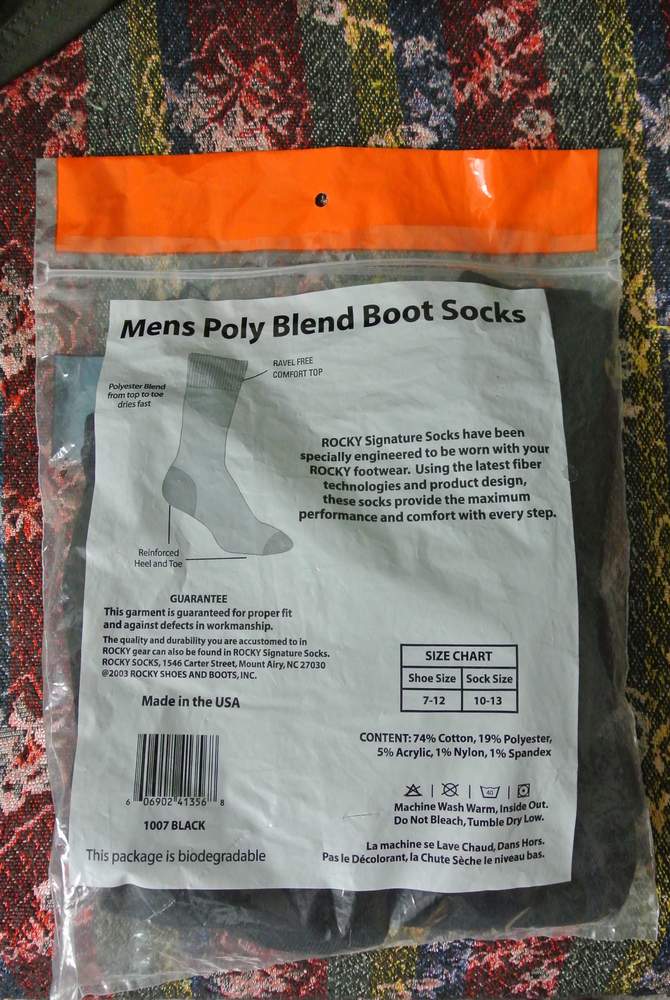 Mens Poly Blend Boot Socks
RAVEL FREE
COMFORT TOP
Polyester Blend
from top to toe
dries fast
ROCKY Signature Socks have been
specially engineered to be worn with your
ROCKY footwear. Using the latest fiber
technologies and product design,
these socks provide the maximum
performance and comfort with every step.
Reinforced
Heel and Toe
GUARANTEE
This garment is guaranteed for proper fit
and against defects in workmanship.
The quality and durability you are accustomed to in
ROCKY gear can also be found in ROCKY Signature Socks.
ROCKY SOCKS, 1546 Carter Street, Mount Airy, NC 27030
@2003 ROCKY SHOES AND BOOTS, INC.
Made in the USA
SIZE CHART
Shoe Size Sock Size
7-12 10-13
CONTENT: 74% Cotton, 19% Polyester,
5% Acrylic, 1% Nylon, 1% Spandex
6 06902 41356 8
1007 BLACK
This package is biodegradable
40
Machine Wash Warm, Inside Out.
Do Not Bleach, Tumble Dry Low.
La machine se Lave Chaud, Dans Hors.
Pas le Décolorant, la Chute Sèche le niveau bas.